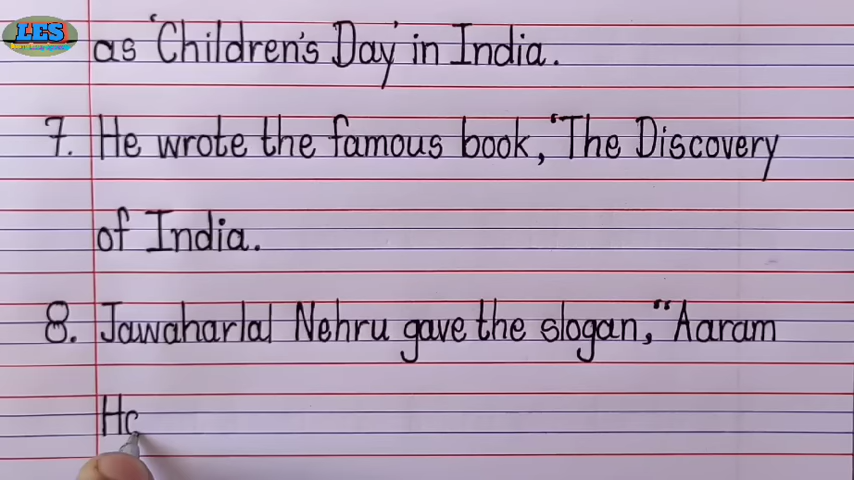 LES
as 'Children's Day' in India.
7. He wrote the famous book, 'The Discovery
of India.
8. Jawaharlal Nehru gave the slogan, "Aaram